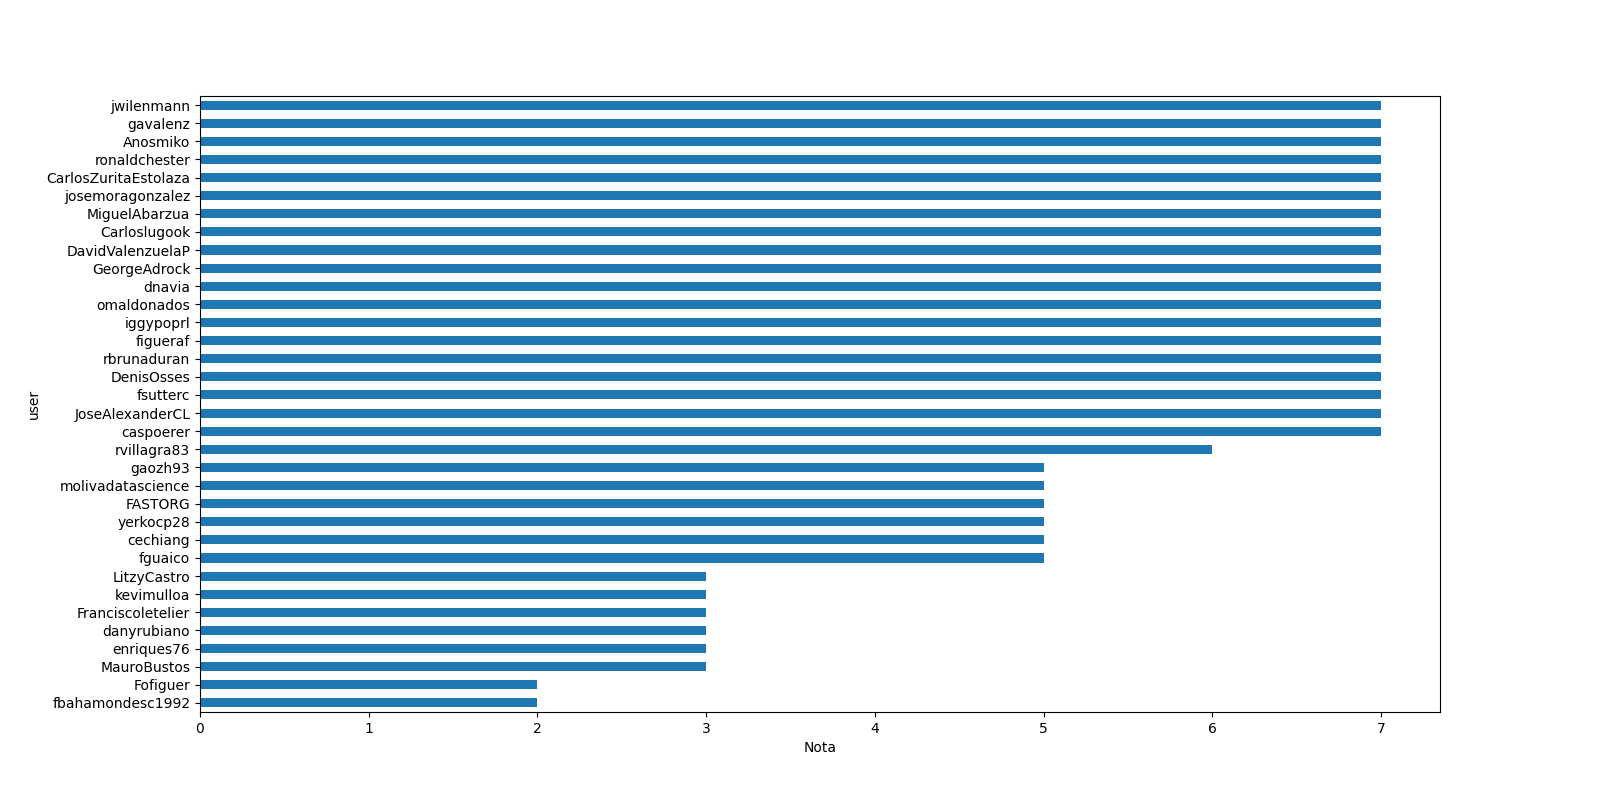 jwilenmann
gavalenz
Anosmiko
ronaldchester
CarlosZuritaEstolaza
josemoragonzalez
MiguelAbarzua
Carloslugook
DavidValenzuelaP
GeorgeAdrock
dnavia
omaldonados
iggypoprl
figueraf
rbrunaduran
DenisOsses
fsutterc
JoseAlexanderCL
caspoerer
rvillagra83
gaozh93
molivadatascience
FASTORG
yerkocp28
cechiang
fguaico
LitzyCastro
kevimulloa
Franciscoletelier
danyrubiano
enriques76
MauroBustos
Fofiguer
fbahamondesc1992
user
0 1 2 3 4 5 6 7
Nota